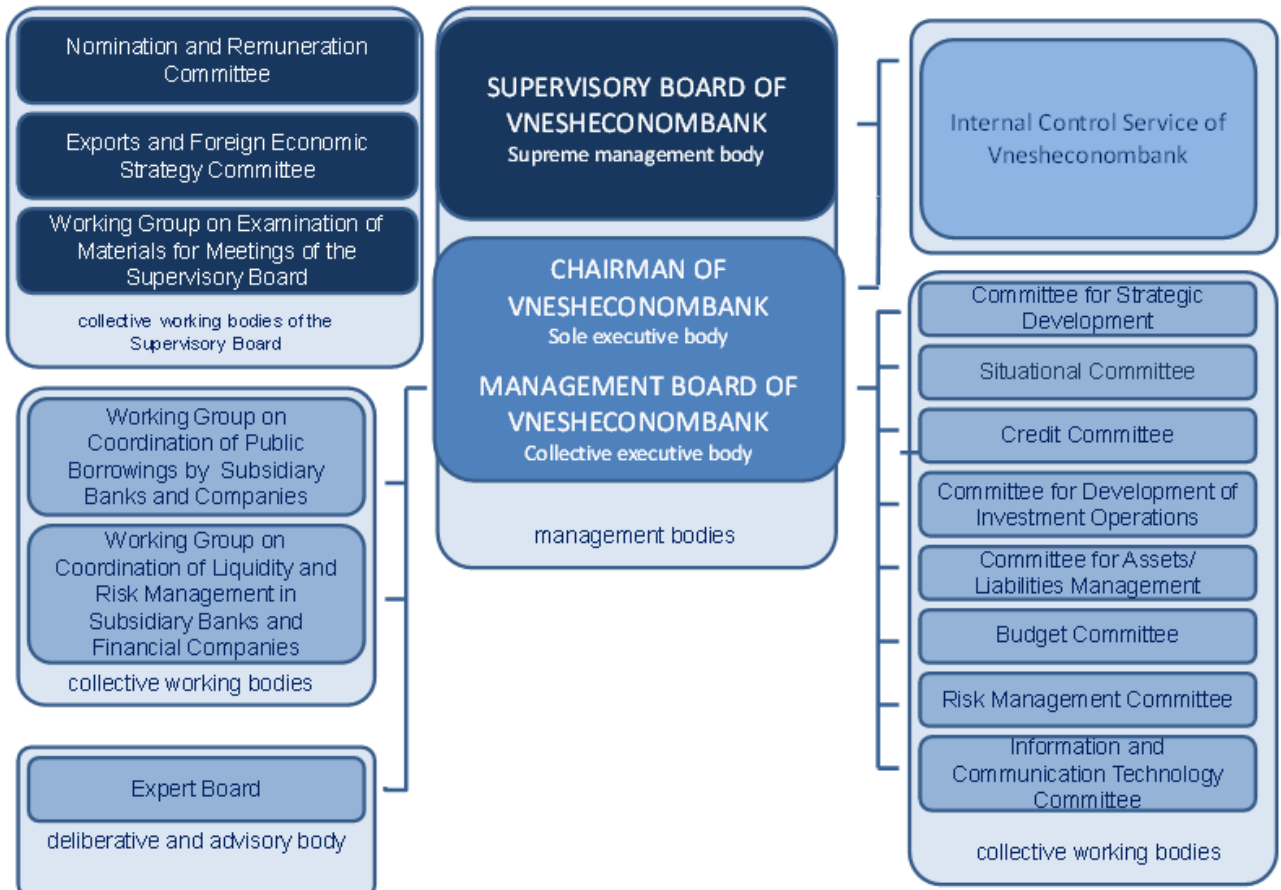 Nomination and Remuneration
Committee
Exports and Foreign Economic
Strategy Committee
Working Group on Examination of
Materials for Meetings of the
Supervisory Board
collective working bodies of the
Supervisory Board
Working Group on
Coordination of Public
Borrowings by Subsidiary
Banks and Companies
Working Group on
Coordination of Liquidity and
Risk Management in
Subsidiary Banks and
Financial Companies
collective working bodies
Expert Board
deliberative and advisory body
SUPERVISORY BOARD OF
VNESHECONOMBANK
Supreme management body
CHAIRMAN OF
VNESHECONOMBANK
Sole executive body
MANAGEMENT BOARD OF
VNESHECONOMBANK
Collective executive body
management bodies
Internal Control Service of
Vnesheconombank
Committee for Strategic
Development
Situational Committee
Credit Committee
Committee for Development of
Investment Operations
Committee for Assets/
Liabilities Management
Budget Committee
Risk Management Committee
Information and
Communication Technology
Committee
collective working bodies